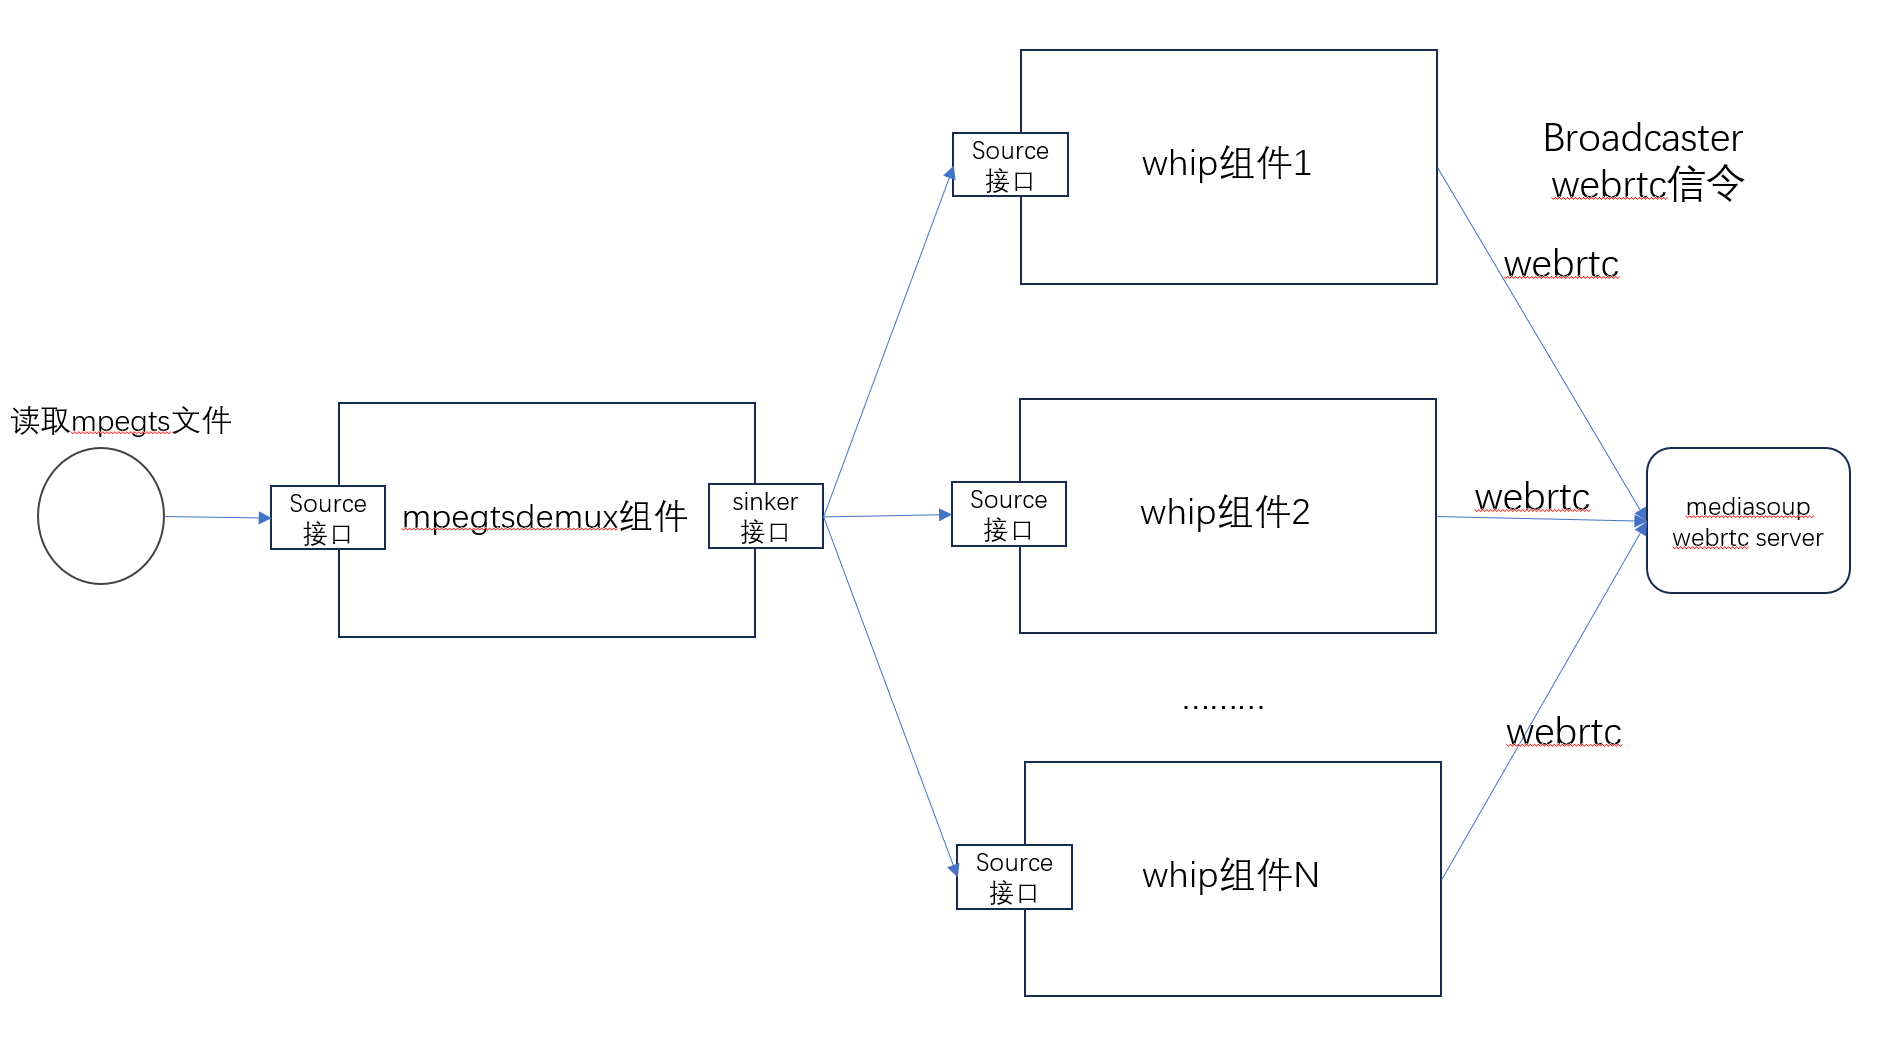 读取mpegts文件
Source
接口
mpegtsdemux组件
sinker
接口
Source
接口
whip组件1
Source
接口
whip组件2
………
Source
接口
whip组件N
Broadcaster
webrtc信令
webrtc
webrtc
webrtc
mediasoup
webrtc server